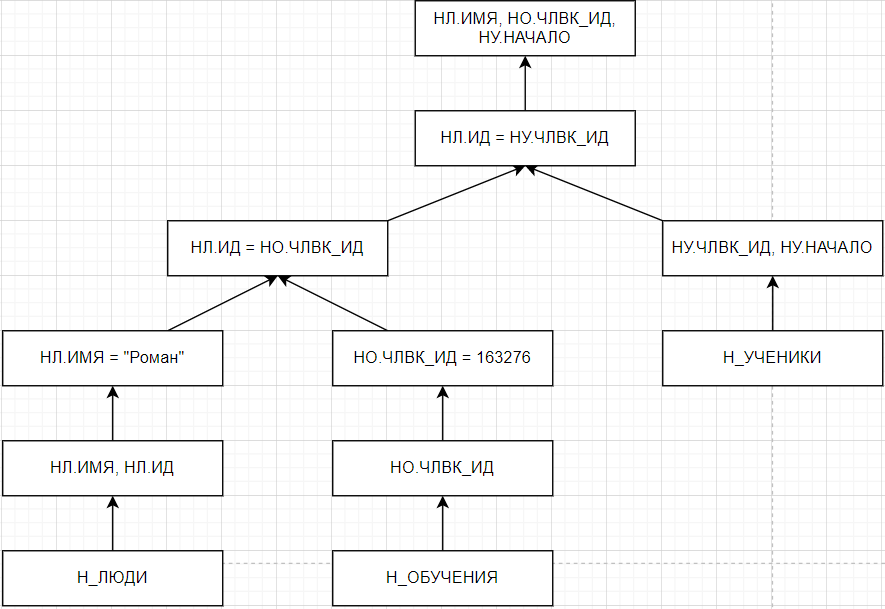 НЛ.ИМЯ, НО.ЧЛВК_ИД,
НУ.НАЧАЛО
НЛ.ИД = НУ.ЧЛВК_ИД
НЛ.ИД = НО.ЧЛВК_ИД
НУ.ЧЛВК_ИД, НУ.НАЧАЛО
НЛ.ИМЯ = "Роман"
НО.ЧЛВК_ИД = 163276
Н_УЧЕНИКИ
НЛ.ИМЯ, НЛ.ИД
НО.ЧЛВК_ИД
Н_ЛЮДИ
Н_ОБУЧЕНИЯ